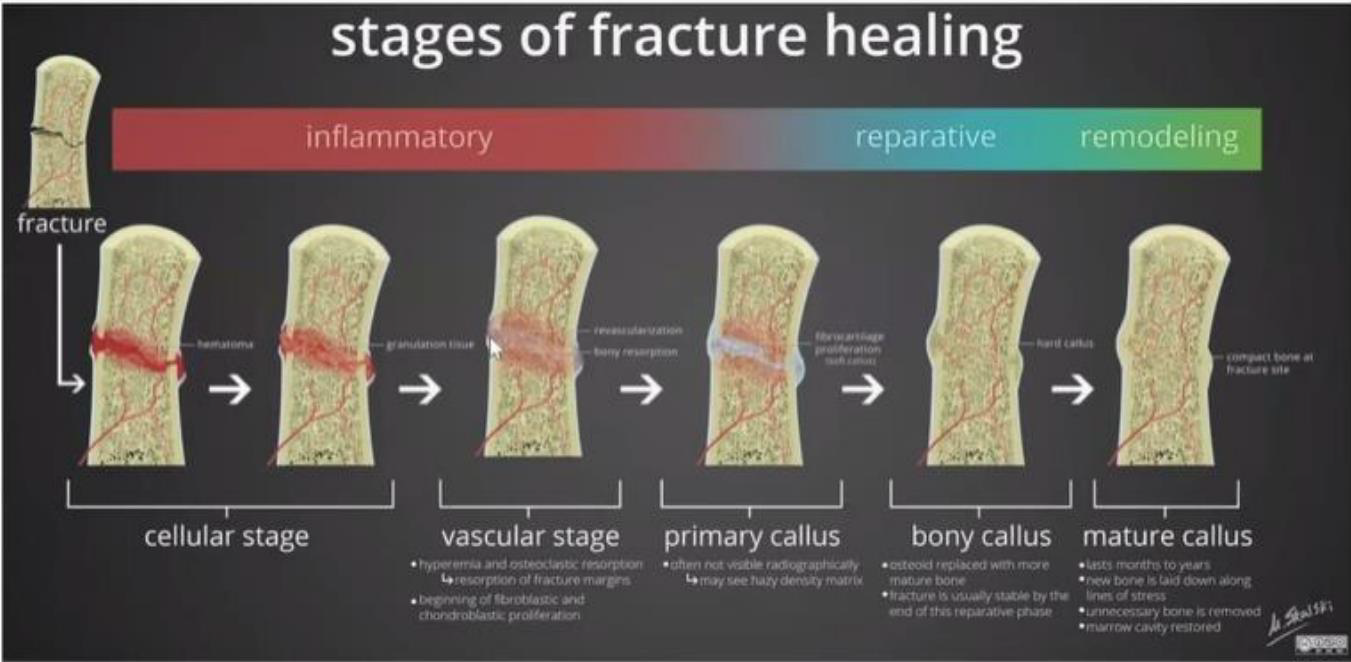 stages of fracture healing
inflammatory
reparative
remodeling
fracture
hematoma
granulation tissue
revascularization
bony resorption
fibrocartilage
proliferation
(soft callus)
hard callus
compact bone at
fracture site
cellular stage
vascular stage
•hyperemia and osteoclastic resorption
↳resorption of fracture margins
•beginning of fibroblastic and
chondroblastic proliferation
primary callus
•often not visible radiographically
↳may see hazy density matrix
bony callus
•osteoid replaced with more
mature bone
•fracture is usually stable by the
end of this reparative phase
mature callus
•lasts months to years
•new bone is laid down along
lines of stress
•unnecessary bone is removed
•marrow cavity restored